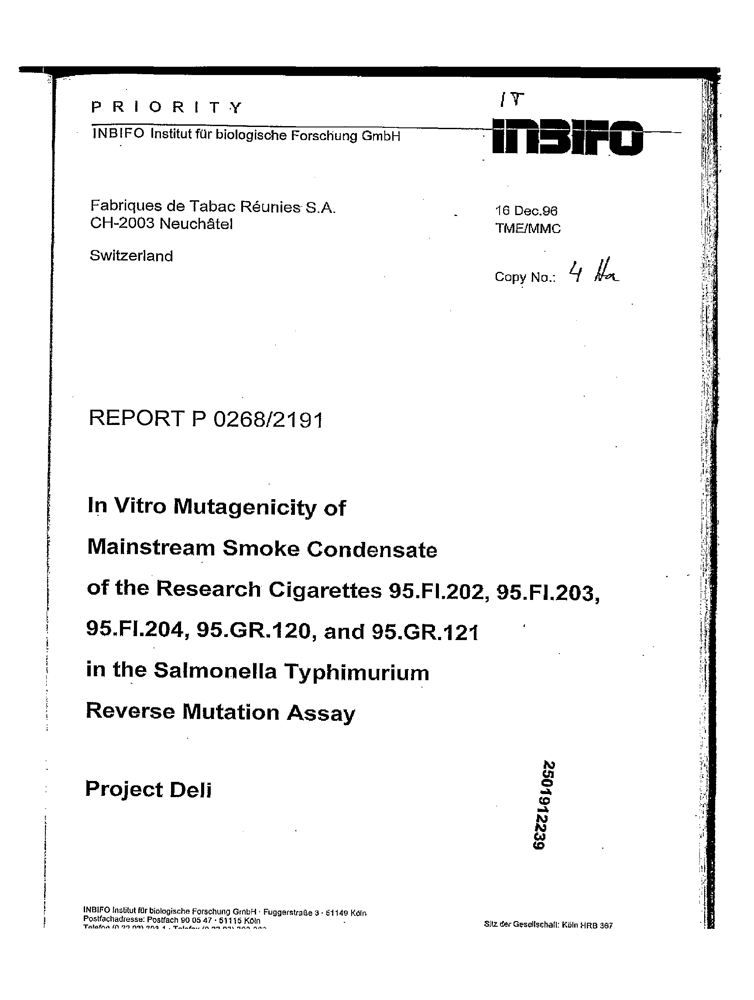 PRIORITY
INBIFO Institut für biologische Forschung GmbH
INBIFO
Fabriques de Tabac Réunies S.A.
CH-2003 Neuchâtel
Switzerland
16 Dec.96
TME/MMC
Copy No.: 4
REPORT P 0268/2191
In Vitro Mutagenicity of
Mainstream Smoke Condensate
of the Research Cigarettes 95.FI.202, 95.FI.203,
95.FI.204, 95.GR.120, and 95.GR.121
in the Salmonella Typhimurium
Reverse Mutation Assay
Project Deli
2501912239
INBIFO Institut für biologische Forschung GmbH · Fuggerstraße 3 · 51149 Köln
Postfachadresse: Postfach 90 05 47 · 51115 Köln
Sitz der Gesellschaft: Köln HRB 367